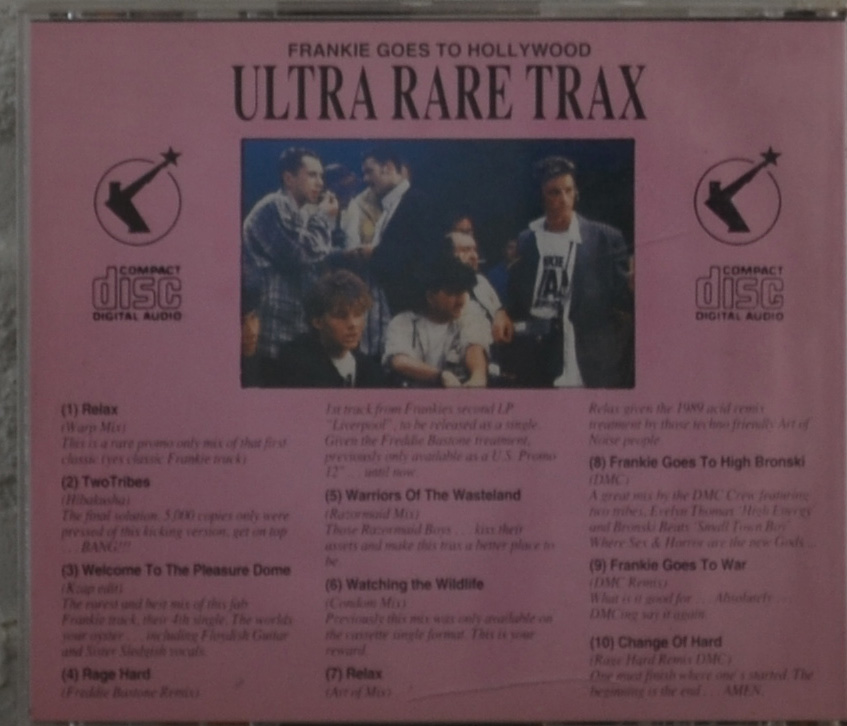 FRANKIE GOES TO HOLLYWOOD
ULTRA RARE TRAX
COMPACT
disc
DIGITAL AUDIO
COMPACT
disc
DIGITAL AUDIO
(1) Relax
(Warp Mix)
This is a rare promo only mix of that first
classic (yes classic Frankie track)
(2) TwoTribes
(Hibakusha)
The final solution. 5,000 copies only were
pressed of this kicking version, get on top
. . . BANG!!!
(3) Welcome To The Pleasure Dome
(Kzap edit)
The rarest and best mix of this fab
Frankie track, their 4th single. The worlds
your oyster . . . including Fiendish Guitar
and Sister Sledgish vocals.
(4) Rage Hard
(Freddie Bastone Remix)
1st track from Frankies second LP
"Liverpool", to be released as a single.
Given the Freddie Bastone treatment,
previously only available as a U.S. Promo
12" . . . until now.
(5) Warriors Of The Wasteland
(Razormaid Mix)
Those Razormaid Boys . . . kiss their
assets and make this trax a better place to
be.
(6) Watching the Wildlife
(Condom Mix)
Previously this mix was only available on
the cassette single format. This is your
reward.
(7) Relax
(Art of Mix)
Relax given the 1989 acid remix
treatment by those techno friendly Art of
Noise people.
(8) Frankie Goes To High Bronski
(DMC)
A great mix by the DMC Crew featuring
two tribes, Evelyn Thomas 'High Energy'
and Bronski Beats 'Small Town Boy'
Where Sex & Horror are the new Gods . . .
(9) Frankie Goes To War
(DMC Remix)
What is it good for . . . Absolutely . . .
DMCing say it again.
(10) Change Of Hard
(Rage Hard Remix DMC)
One must finish where one's started. The
beginning is the end . . . AMEN.